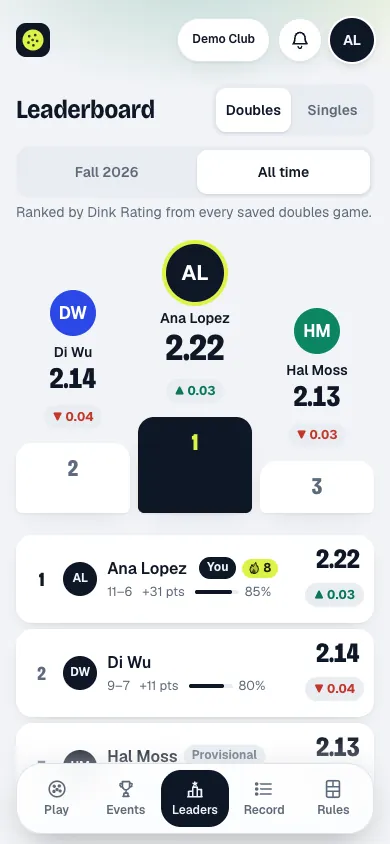 Demo Club
AL
Leaderboard
Doubles
Singles
Fall 2026
All time
Ranked by Dink Rating from every saved doubles game.
AL
Ana Lopez
2.22
▲ 0.03
DW
Di Wu
2.14
▼ 0.04
HM
Hal Moss
2.13
▼ 0.03
1
2
3
1 AL Ana Lopez You 8 2.22
11–6 +31 pts 85% ▲ 0.03
2 DW Di Wu 2.14
9–7 +11 pts 80% ▼ 0.04
Hal Moss Provisional 2.13
Play Events Leaders Record Rules